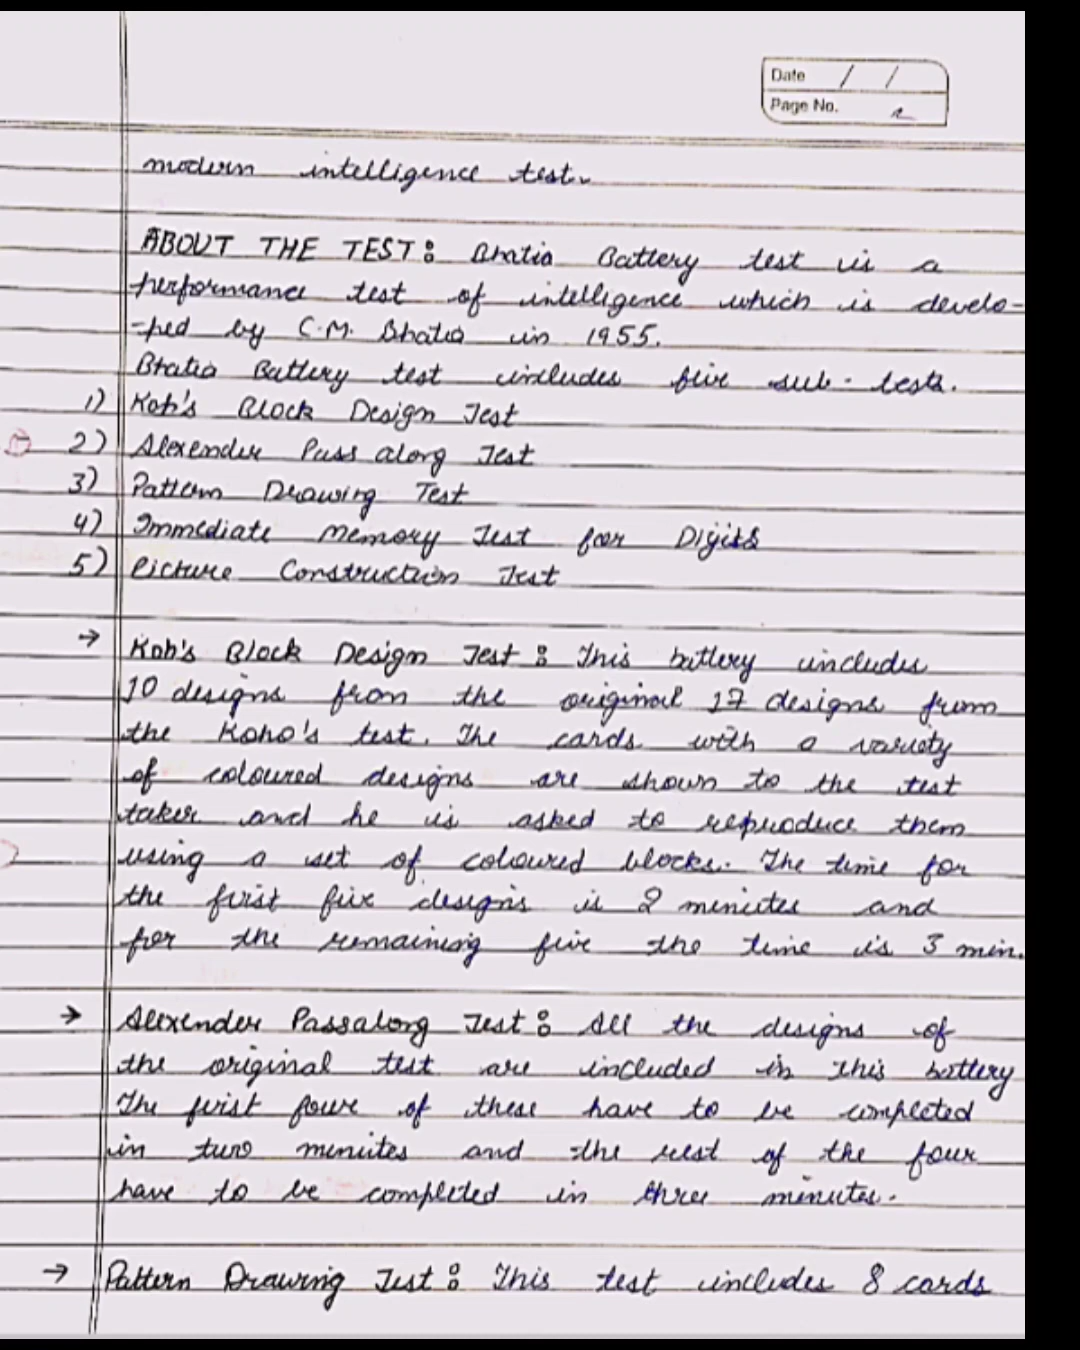 Date / /
Page No. 2
modern intelligence test.
ABOUT THE TEST: Bhatia Battery test is a
performance test of intelligence which is develo-
-ped by C.M. Bhatia in 1955.
Bhatia Battery test includes five sub-tests.
1) Koh's Block Design Test
2) Alexender Pass along Test
3) Pattern Drawing Test
4) Immediate Memory Test for Digits
5) Picture Construction Test
→ Koh's Block Design Test: This battery includes
10 designs from the original 17 designs from
the Koho's test. The cards with a variety
of coloured designs are shown to the test
taker and he is asked to reproduce them
using a set of coloured blocks. The time for
the first five designs is 2 minutes and
for the remaining five the time is 3 min.
→ Alexender Passalong Test: All the designs of
the original test are included in this battery
The first four of these have to be completed
in two minutes and the rest of the four
have to be completed in three minutes.
→ Pattern Drawing Test: This test includes 8 cards